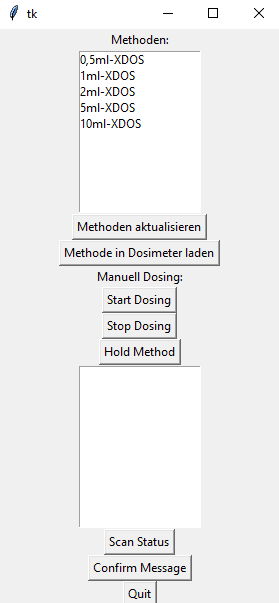 tk
Methoden:
0,5ml-XDOS
1ml-XDOS
2ml-XDOS
5ml-XDOS
10ml-XDOS
Methoden aktualisieren
Methode in Dosimeter laden
Manuell Dosing:
Start Dosing
Stop Dosing
Hold Method
Scan Status
Confirm Message
Quit